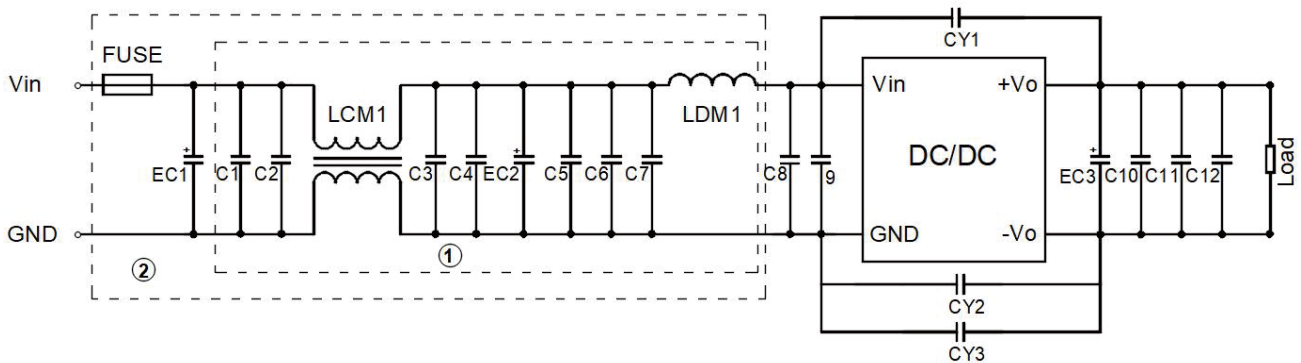 CY1
FUSE
Vin
LCM1
LDM1
Vin
+Vo
EC1
+
C1
C2
C3
C4
EC2
+
C5
C6
C7
C8
9
DC/DC
EC3
+
C10
C11
C12
Load
GND
GND
-Vo
②
①
CY2
CY3